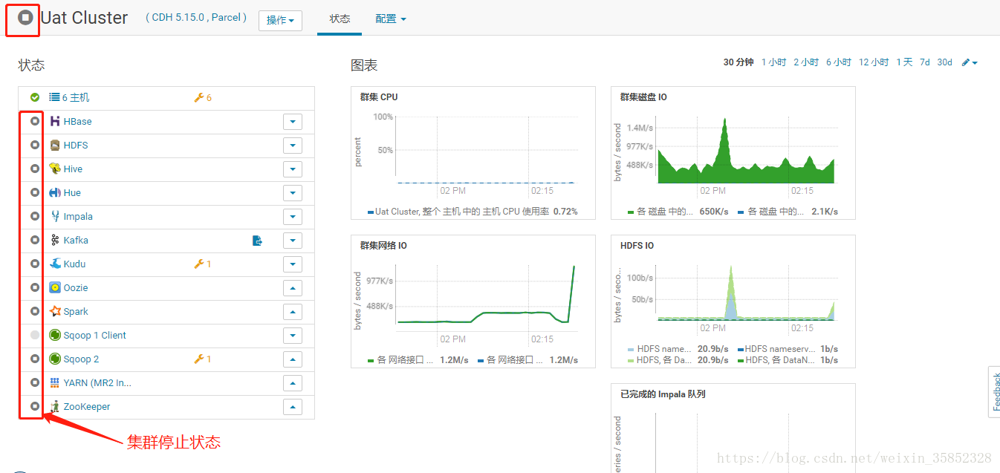 Uat Cluster ( CDH 5.15.0 , Parcel ) 操作 状态 配置
状态
6 主机 6
HBase
HDFS
Hive
Hue
Impala
Kafka
Kudu 1
Oozie
Spark
Sqoop 1 Client
Sqoop 2 1
YARN (MR2 In...
ZooKeeper
集群停止状态
图表
30 分钟 1 小时 2 小时 6 小时 12 小时 1 天 7d 30d
群集 CPU
percent
100%
50%
02 PM 02:15
Uat Cluster, 整个 主机 中的 主机 CPU 使用率 0.72%
群集磁盘 IO
bytes / second
1.4M/s
977K/s
488K/s
02 PM 02:15
各 磁盘 中的... 650K/s 各 磁盘 中的... 2.1K/s
群集网络 IO
bytes / second
977K/s
488K/s
02 PM 02:15
各 网络接口 ... 1.2M/s 各 网络接口 ... 1.2M/s
HDFS IO
bytes / seco...
100b/s
50b/s
02 PM 02:15
HDFS name... 20.9b/s HDFS nameserv... 1b/s
HDFS, 各 Da... 20.9b/s HDFS, 各 DataN... 1b/s
已完成的 Impala 队列
eries / second
Feedback
https://blog.csdn.net/weixin_35852328